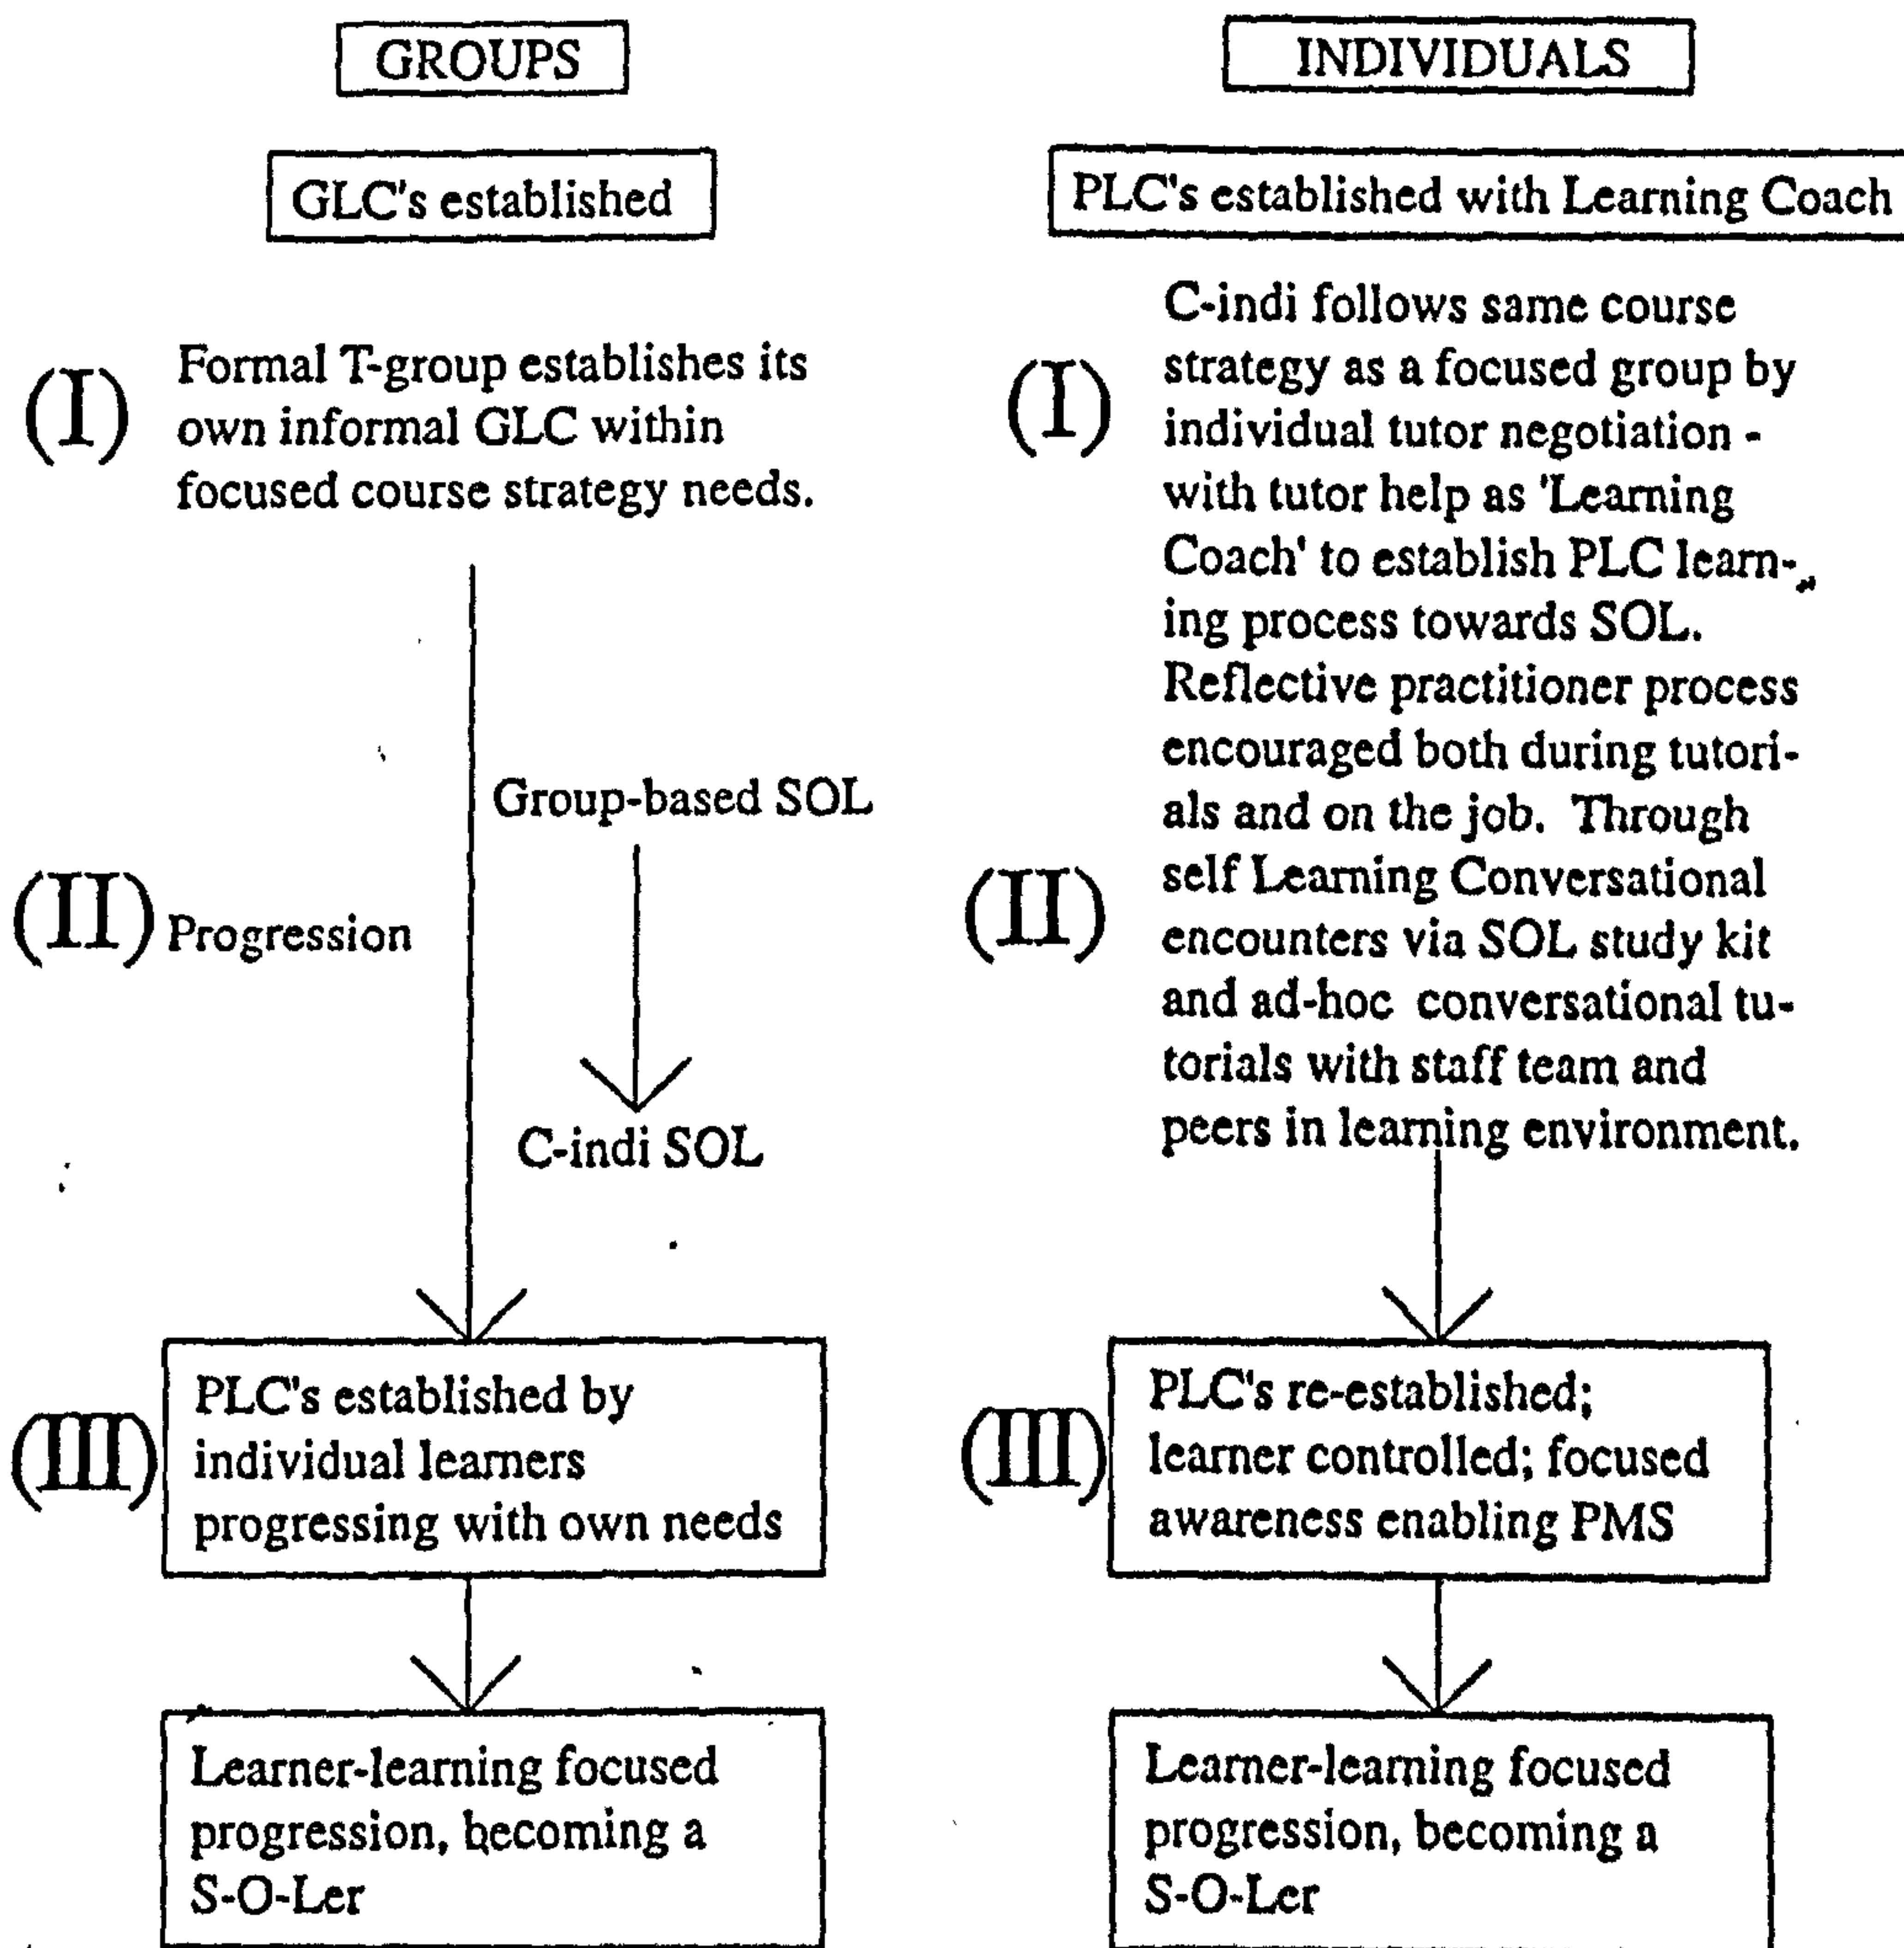 GROUPS
GLC's established
(I)
Formal T-group establishes its
own informal GLC within
focused course strategy needs.
Group-based SOL
(II) Progression
C-indi SOL
(III)
PLC's established by
individual learners
progressing with own needs
Learner-learning focused
progression, becoming a
S-O-Ler
INDIVIDUALS
PLC's established with Learning Coach
(I)
C-indi follows same course
strategy as a focused group by
individual tutor negotiation -
with tutor help as 'Learning
Coach' to establish PLC learn-
ing process towards SOL.
Reflective practitioner process
encouraged both during tutori-
als and on the job. Through
(II)
self Learning Conversational
encounters via SOL study kit
and ad-hoc conversational tu-
torials with staff team and
peers in learning environment.
(III)
PLC's re-established;
learner controlled; focused
awareness enabling PMS
Learner-learning focused
progression, becoming a
S-O-Ler